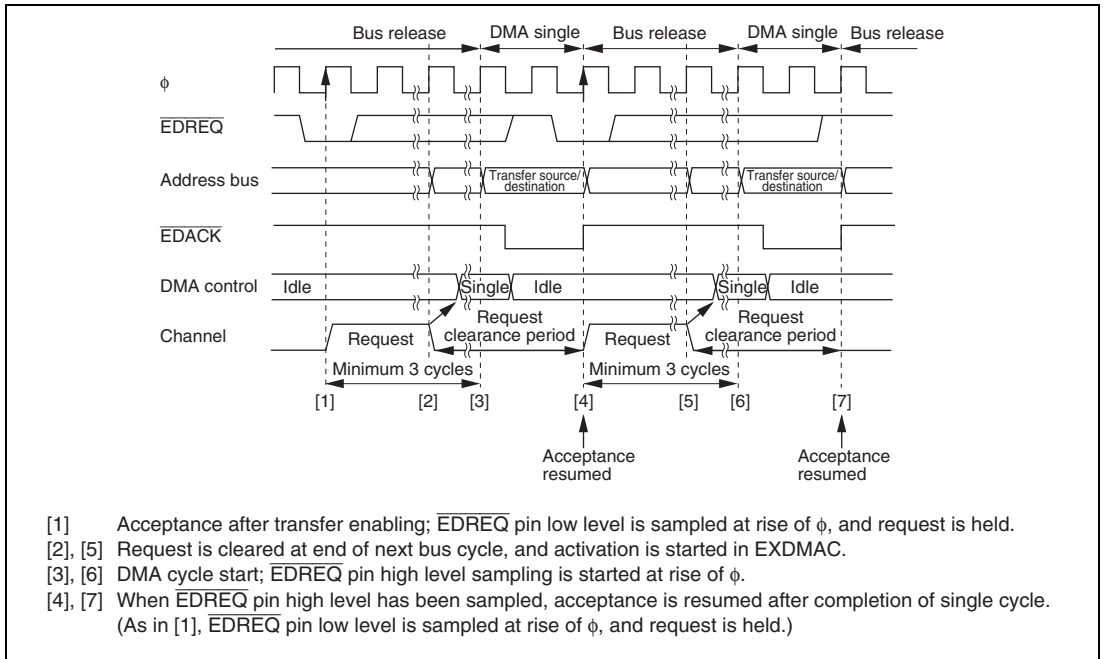 Bus release DMA single Bus release DMA single Bus release
φ
EDREQ
Address bus Transfer source/ destination Transfer source/ destination
EDACK
DMA control Idle Single Idle Single Idle
Channel Request Request clearance period Request Request clearance period
Minimum 3 cycles Minimum 3 cycles
[1] [2] [3] [4] [5] [6] [7]
Acceptance resumed Acceptance resumed
[1] Acceptance after transfer enabling; EDREQ pin low level is sampled at rise of φ, and request is held.
[2], [5] Request is cleared at end of next bus cycle, and activation is started in EXDMAC.
[3], [6] DMA cycle start; EDREQ pin high level sampling is started at rise of φ.
[4], [7] When EDREQ pin high level has been sampled, acceptance is resumed after completion of single cycle.
(As in [1], EDREQ pin low level is sampled at rise of φ, and request is held.)